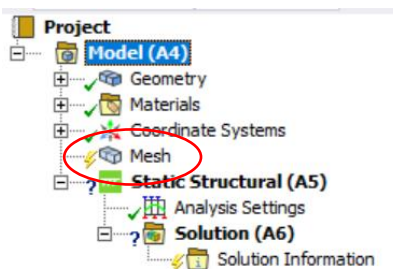 Project
Model (A4)
Geometry
Materials
Coordinate Systems
Mesh
Static Structural (A5)
Analysis Settings
Solution (A6)
Solution Information